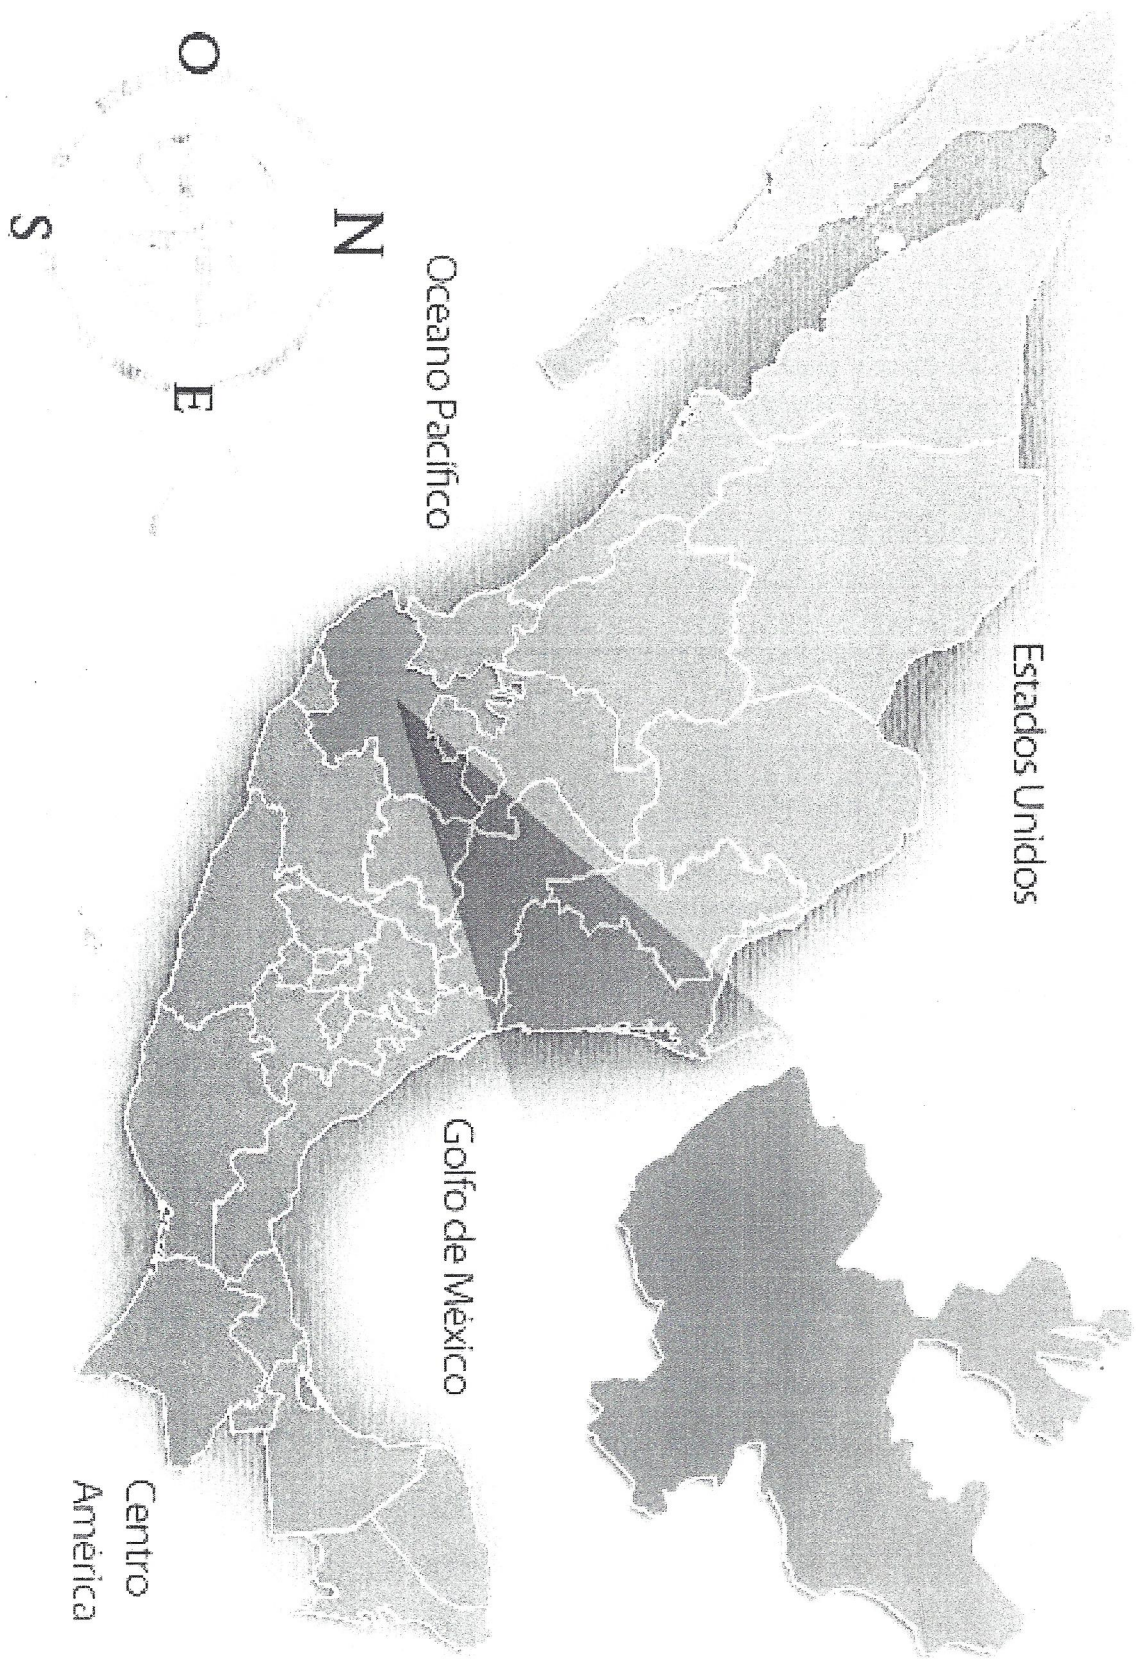 Estados Unidos
Golfo de México
Oceano Pacífico
Centro
América
N
O
E
S